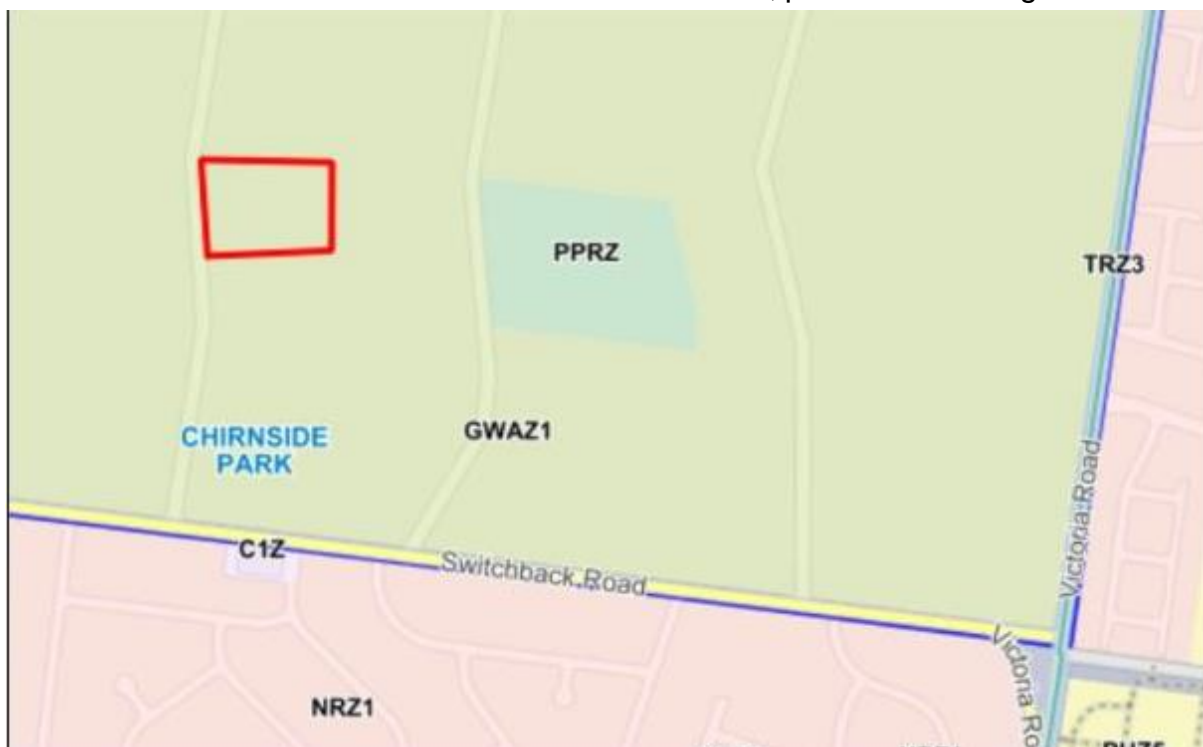 PPRZ
TRZ3
GWAZ1
CHIRNSIDE
PARK
C1Z
Switchback Road
Victoria Road
Victoria Ro
NRZ1